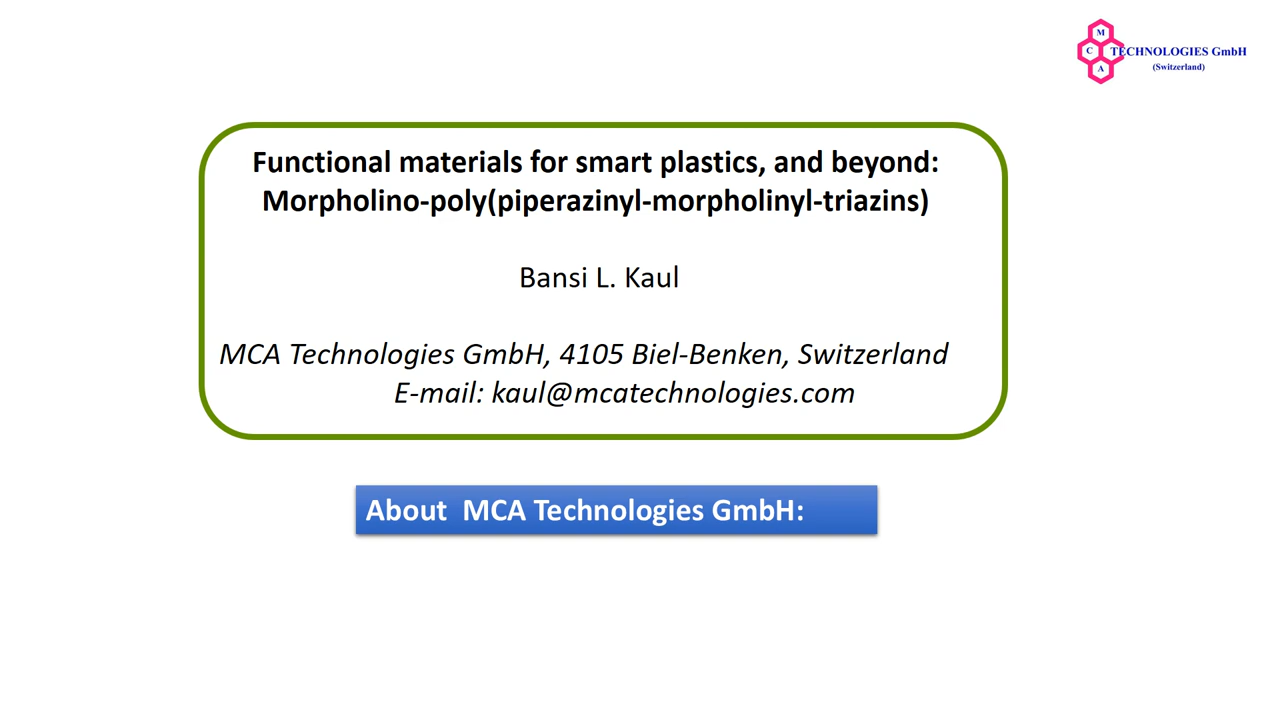 M
C
A
TECHNOLOGIES GmbH
(Switzerland)
Functional materials for smart plastics, and beyond:
Morpholino-poly(piperazinyl-morpholinyl-triazins)
Bansi L. Kaul
MCA Technologies GmbH, 4105 Biel-Benken, Switzerland
E-mail: kaul@mcatechnologies.com
About MCA Technologies GmbH: